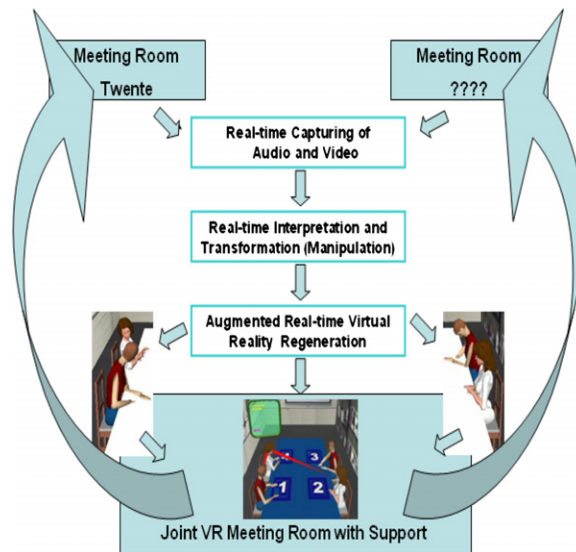 Meeting Room
Twente
Meeting Room
????
Real-time Capturing of
Audio and Video
Real-time Interpretation and
Transformation (Manipulation)
Augmented Real-time Virtual
Reality Regeneration
3
1
2
Joint VR Meeting Room with Support